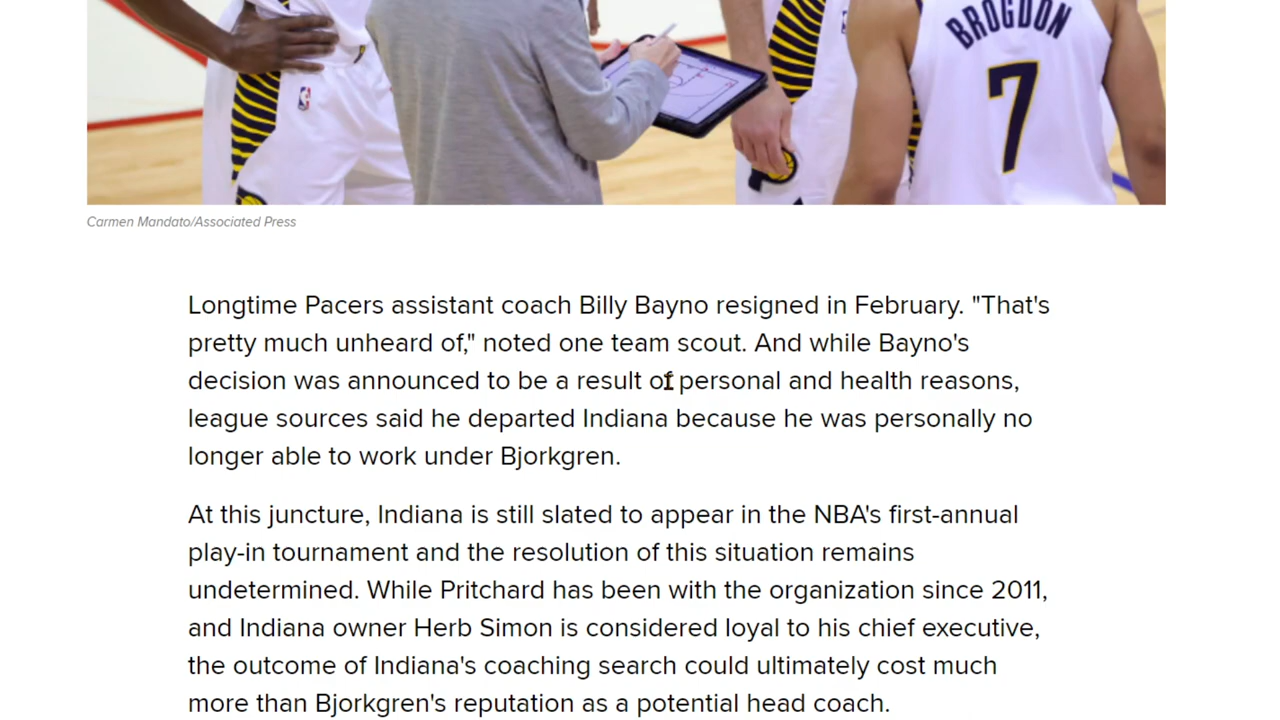 BROGDON
7
Carmen Mandato/Associated Press
Longtime Pacers assistant coach Billy Bayno resigned in February. "That's
pretty much unheard of," noted one team scout. And while Bayno's
decision was announced to be a result of personal and health reasons,
league sources said he departed Indiana because he was personally no
longer able to work under Bjorkgren.
At this juncture, Indiana is still slated to appear in the NBA's first-annual
play-in tournament and the resolution of this situation remains
undetermined. While Pritchard has been with the organization since 2011,
and Indiana owner Herb Simon is considered loyal to his chief executive,
the outcome of Indiana's coaching search could ultimately cost much
more than Bjorkgren's reputation as a potential head coach.